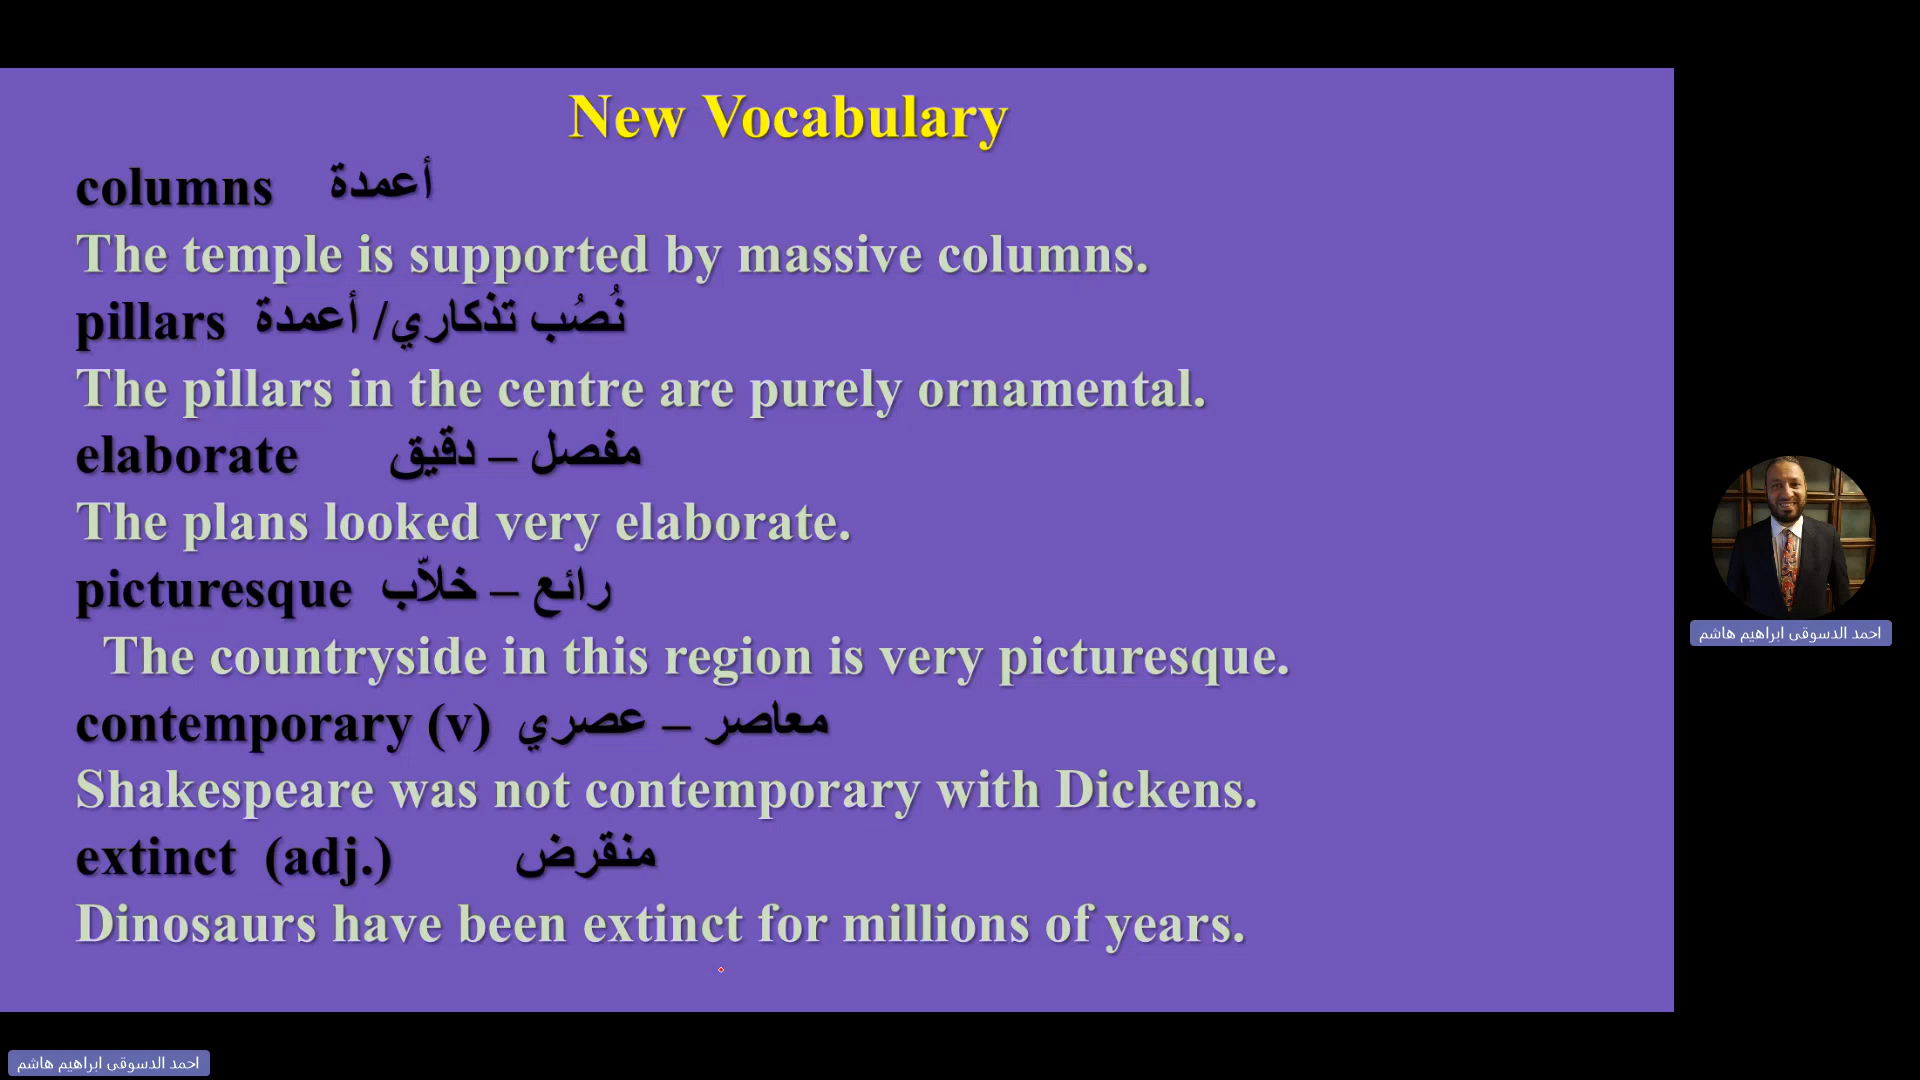 New Vocabulary
columns أعمدة
The temple is supported by massive columns.
pillars نُصُب تذكاري/ أعمدة
The pillars in the centre are purely ornamental.
elaborate مفصل – دقيق
The plans looked very elaborate.
picturesque رائع – خلاّب
The countryside in this region is very picturesque.
contemporary (v) معاصر – عصري
Shakespeare was not contemporary with Dickens.
extinct (adj.) منقرض
Dinosaurs have been extinct for millions of years.
احمد الدسوقى ابراهيم هاشم
احمد الدسوقى ابراهيم هاشم